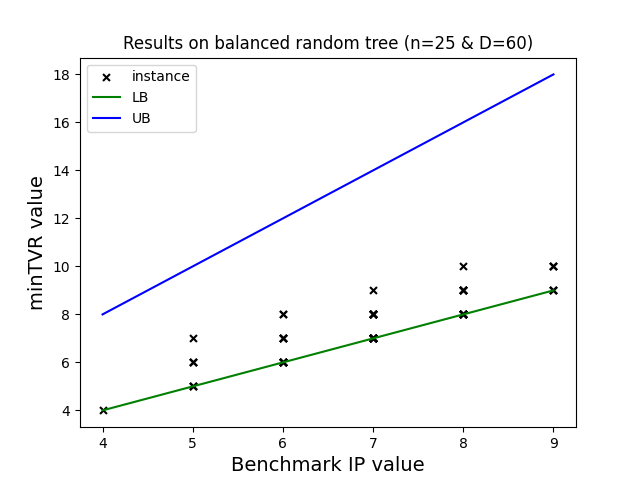 Results on balanced random tree (n=25 & D=60)
instance
LB
UB
18
16
14
12
10
8
6
4
minTVR value
4 5 6 7 8 9
Benchmark IP value